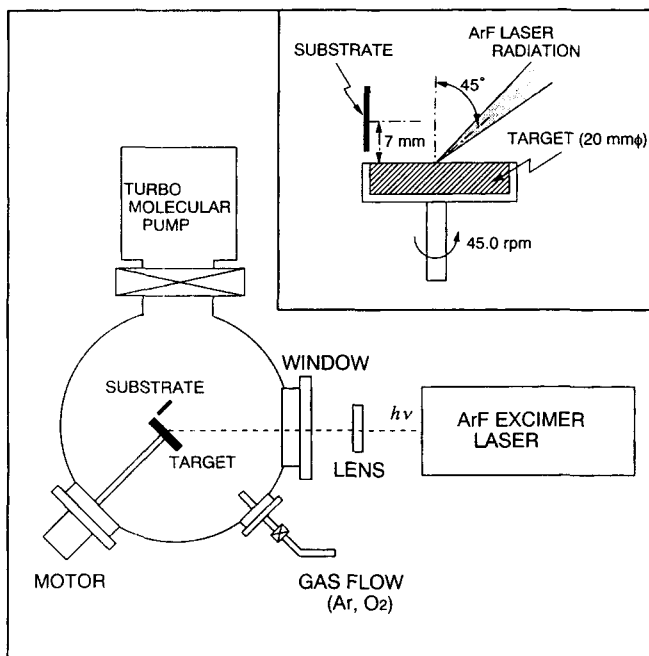 ArF LASER
RADIATION
SUBSTRATE
45°
7 mm
TARGET (20 mmϕ)
45.0 rpm
TURBO
MOLECULAR
PUMP
WINDOW
SUBSTRATE
TARGET
hν
ArF EXCIMER
LASER
LENS
MOTOR
GAS FLOW
(Ar, O₂)